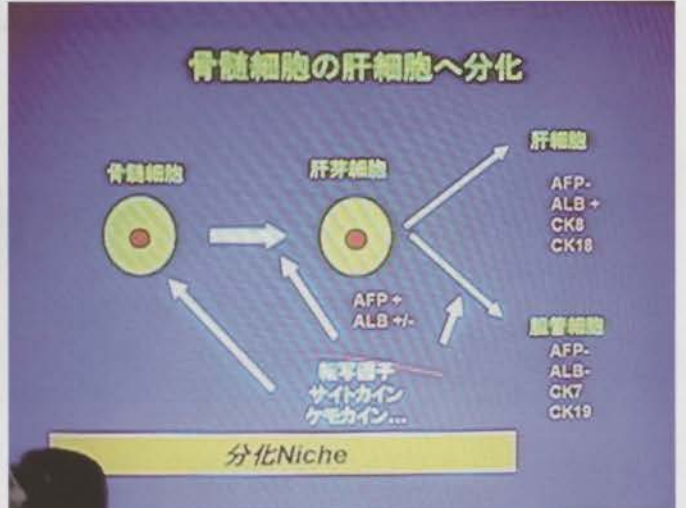 骨髄細胞の肝細胞へ分化
骨髄細胞
肝芽細胞
肝細胞
AFP-
ALB +
CK8
CK18
AFP +
ALB +/-
胆管細胞
AFP-
ALB-
CK7
CK19
転写因子
サイトカイン
ケモカイン...
分化Niche